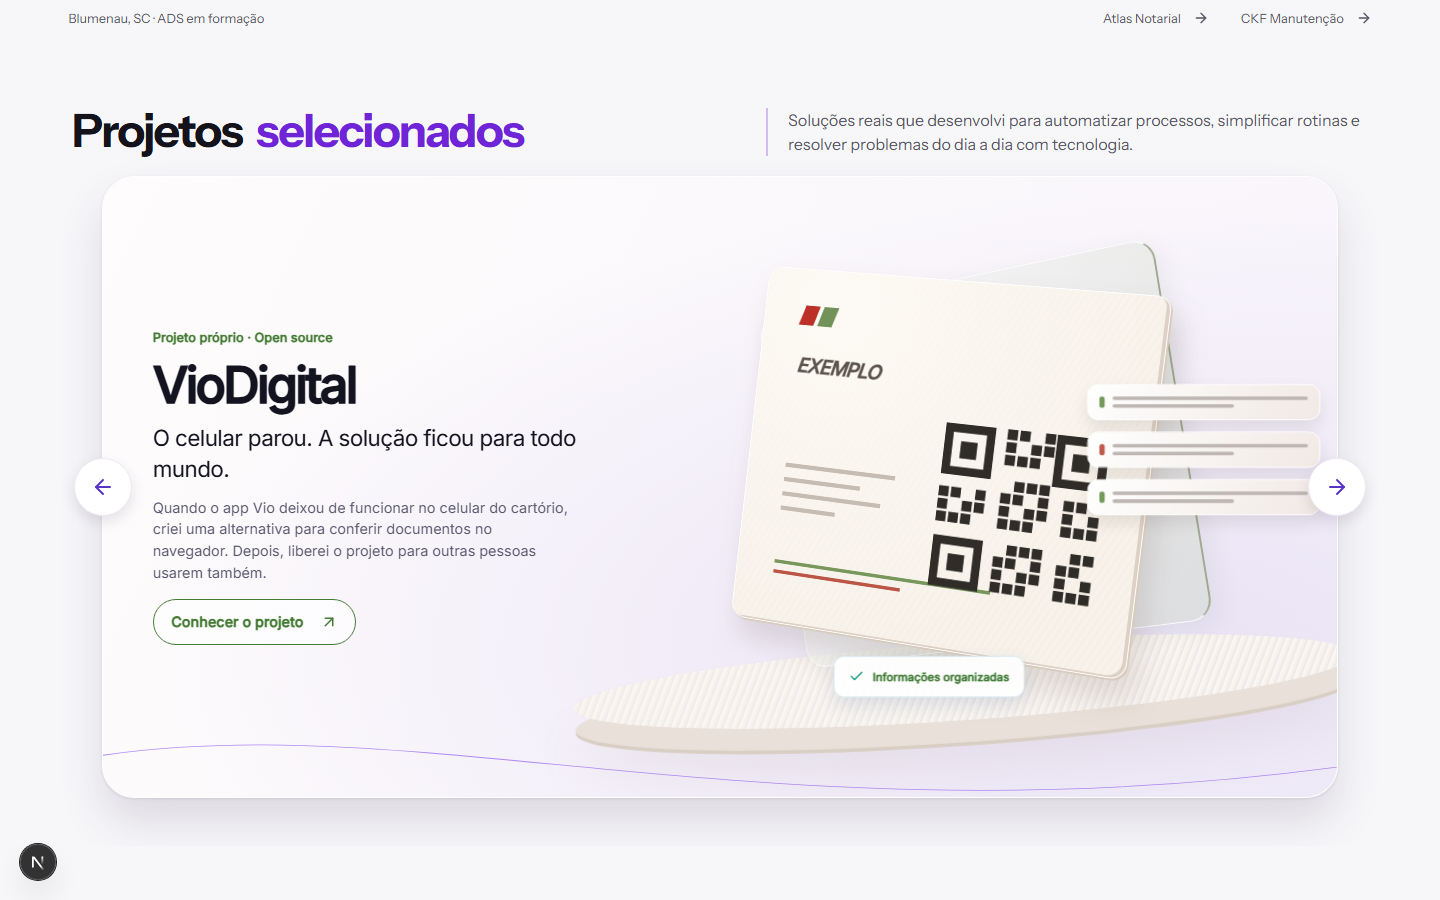 Blumenau, SC · ADS em formação
Atlas Notarial
CKF Manutenção
Projetos selecionados
Soluções reais que desenvolvi para automatizar processos, simplificar rotinas e
resolver problemas do dia a dia com tecnologia.
Projeto próprio · Open source
VioDigital
O celular parou. A solução ficou para todo
mundo.
Quando o app Vio deixou de funcionar no celular do cartório,
criei uma alternativa para conferir documentos no
navegador. Depois, liberei o projeto para outras pessoas
usarem também.
Conhecer o projeto
EXEMPLO
Informações organizadas
N